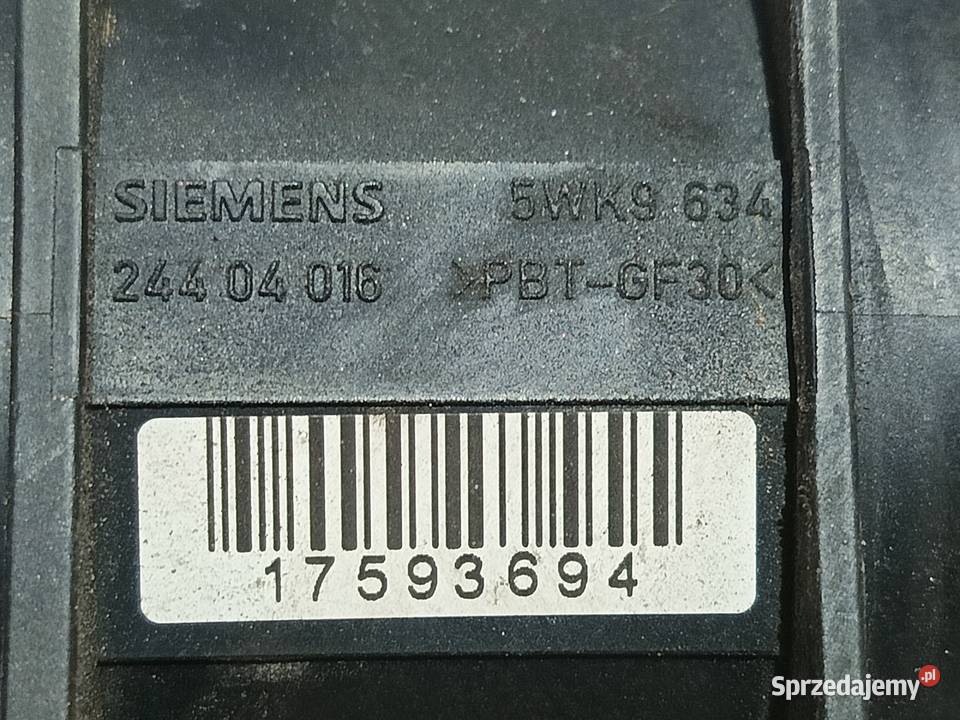 SIEMENS 5WK9 634
244 04 016 >PBT-GF30<
17593694
Sprzedajemy.pl